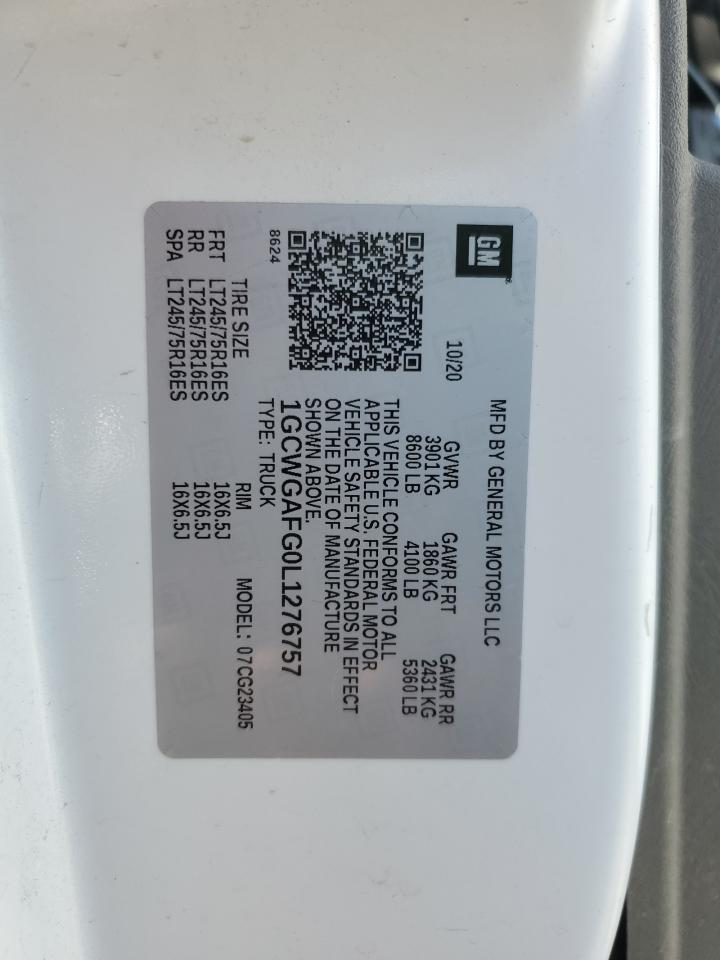 GM
MFD BY GENERAL MOTORS LLC
10/20
GVWR GAWR FRT GAWR RR
3901 KG 1860 KG 2431 KG
8600 LB 4100 LB 5360 LB
THIS VEHICLE CONFORMS TO ALL
APPLICABLE U.S. FEDERAL MOTOR
VEHICLE SAFETY STANDARDS IN EFFECT
ON THE DATE OF MANUFACTURE
SHOWN ABOVE.
1GCWGAFG0L1276757
8624
TYPE: TRUCK
MODEL: 07CG23405
TIRE SIZE RIM
FRT LT245/75R16ES 16X6.5J
RR LT245/75R16ES 16X6.5J
SPA LT245/75R16ES 16X6.5J